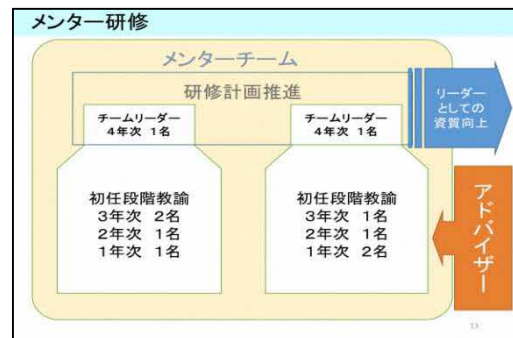 メンター研修
メンターチーム
研修計画推進
チームリーダー
4年次 1名
チームリーダー
4年次 1名
リーダー
としての
資質向上
初任段階教諭
3年次 2名
2年次 1名
1年次 1名
初任段階教諭
3年次 1名
2年次 1名
1年次 2名
アドバイザー
13